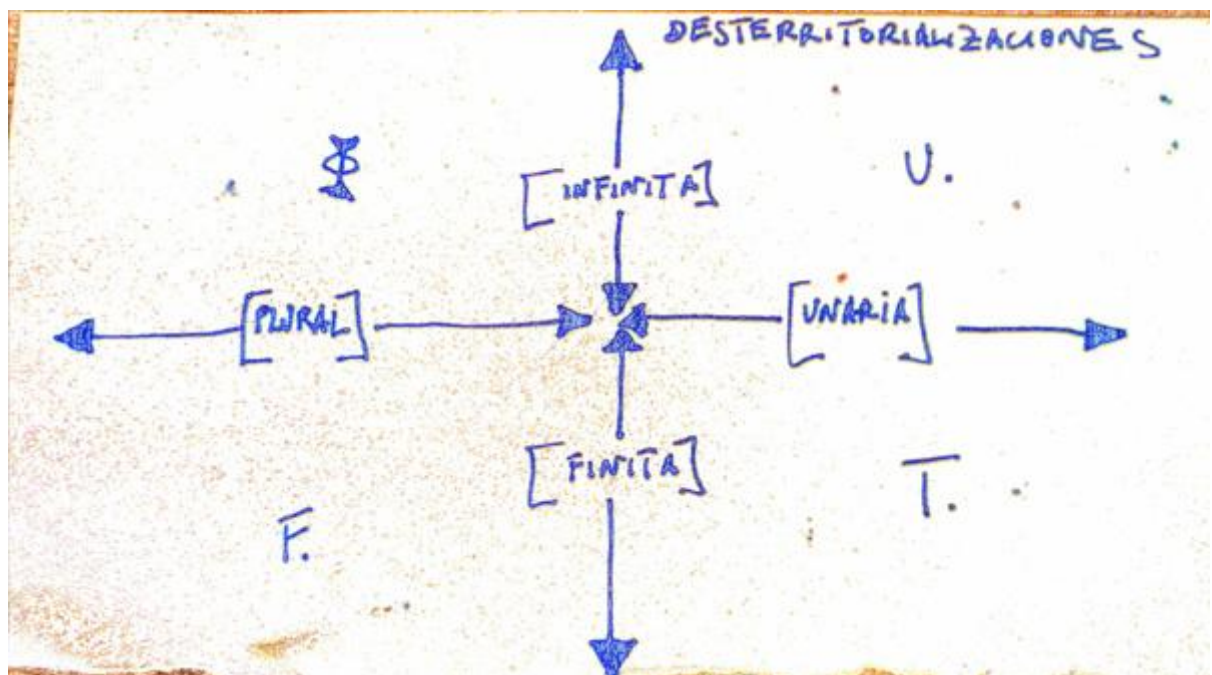 DESTERRITORIALIZACIONES
Φ
U.
[INFINITA]
[PLURAL]
[UNARIA]
[FINITA]
F.
T.